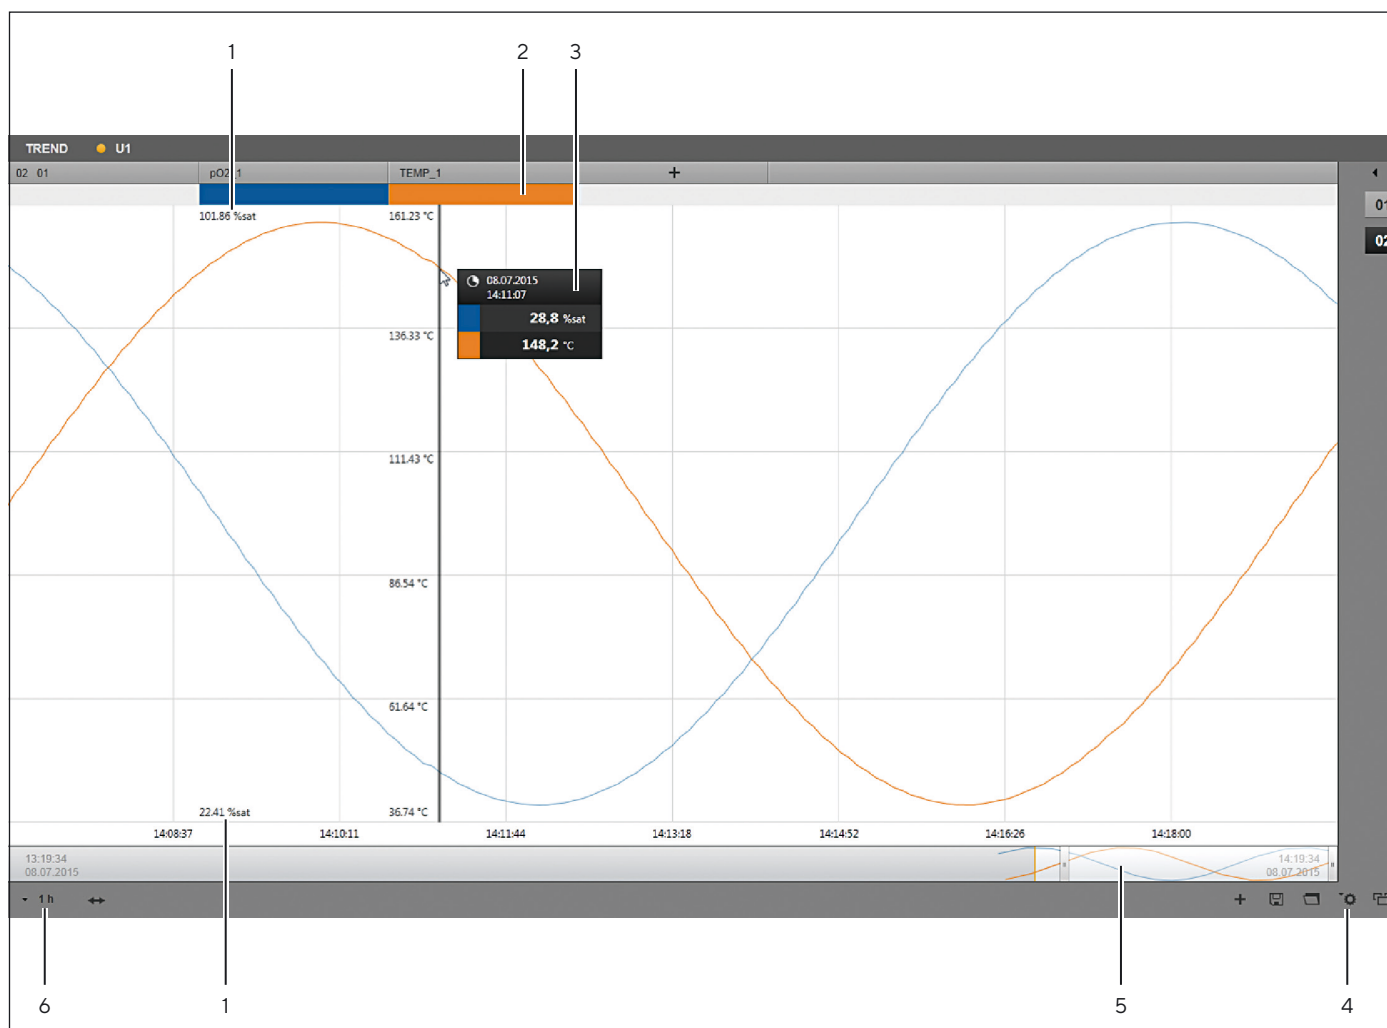 1 2 3
TREND U1
02 01 pO2_1 TEMP_1 +
101.86 %sat 161.23 °C
01
02
08.07.2015
14:11:07
28,8 %sat
148,2 °C
136.33 °C
111.43 °C
86.54 °C
61.64 °C
22.41 %sat 36.74 °C
14:08:37 14:10:11 14:11:44 14:13:18 14:14:52 14:16:26 14:18:00
13:19:34 14:19:34
08.07.2015 08.07.2015
1 h
6 1 5 4